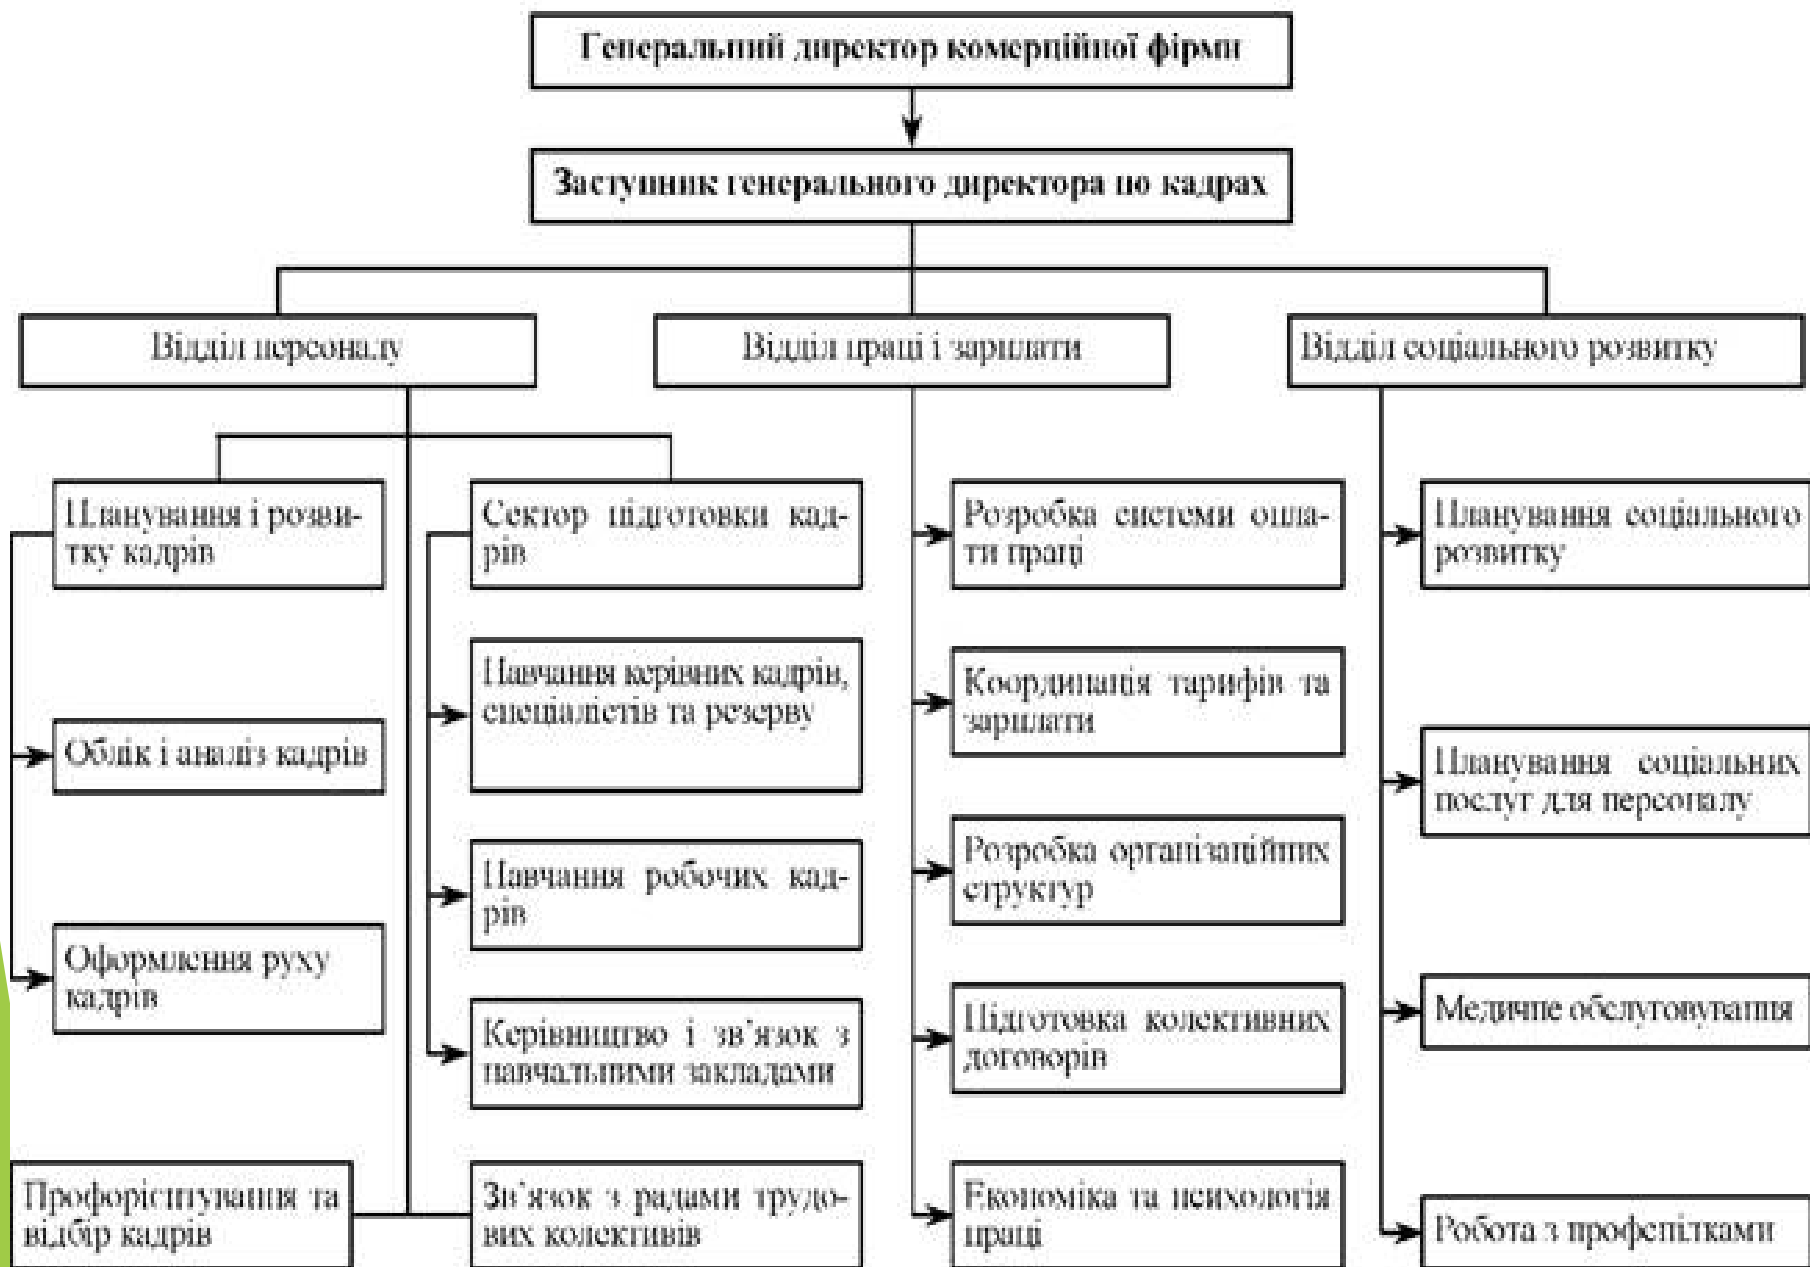 Генеральний директор комерційної фірми
Заступник генерального директора по кадрах
Відділ персоналу
Відділ праці і зарплати
Відділ соціального розвитку
Планування і розви-
тку кадрів
Облік і аналіз кадрів
Оформлення руху
кадрів
Профорієнтування та
відбір кадрів
Сектор підготовки кад-
рів
Навчання керівних кадрів,
спеціалістів та резерву
Навчання робочих кад-
рів
Керівництво і зв’язок з
навчальними закладами
Зв’язок з радами трудо-
вих колективів
Розробка системи опла-
ти праці
Координація тарифів та
зарплати
Розробка організаційних
структур
Підготовка колективних
договорів
Економіка та психологія
праці
Планування соціального
розвитку
Планування соціальних
послуг для персоналу
Медичне обслуговування
Робота з профспілками